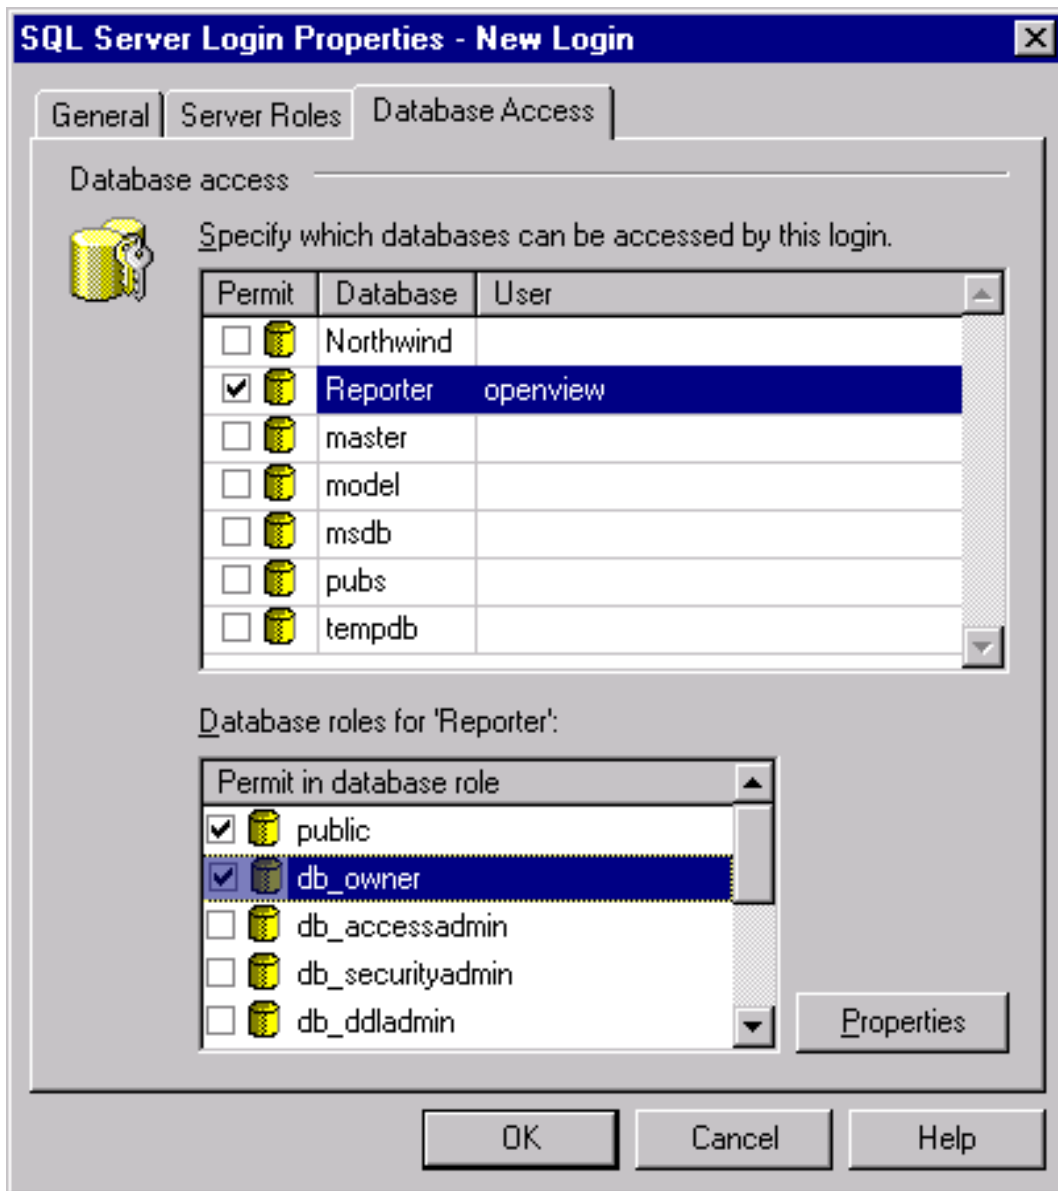 SQL Server Login Properties - New Login
General Server Roles Database Access
Database access
Specify which databases can be accessed by this login.
Permit Database User
Northwind
Reporter openview
master
model
msdb
pubs
tempdb
Database roles for 'Reporter':
Permit in database role
public
db_owner
db_accessadmin
db_securityadmin
db_ddladmin
Properties
OK Cancel Help